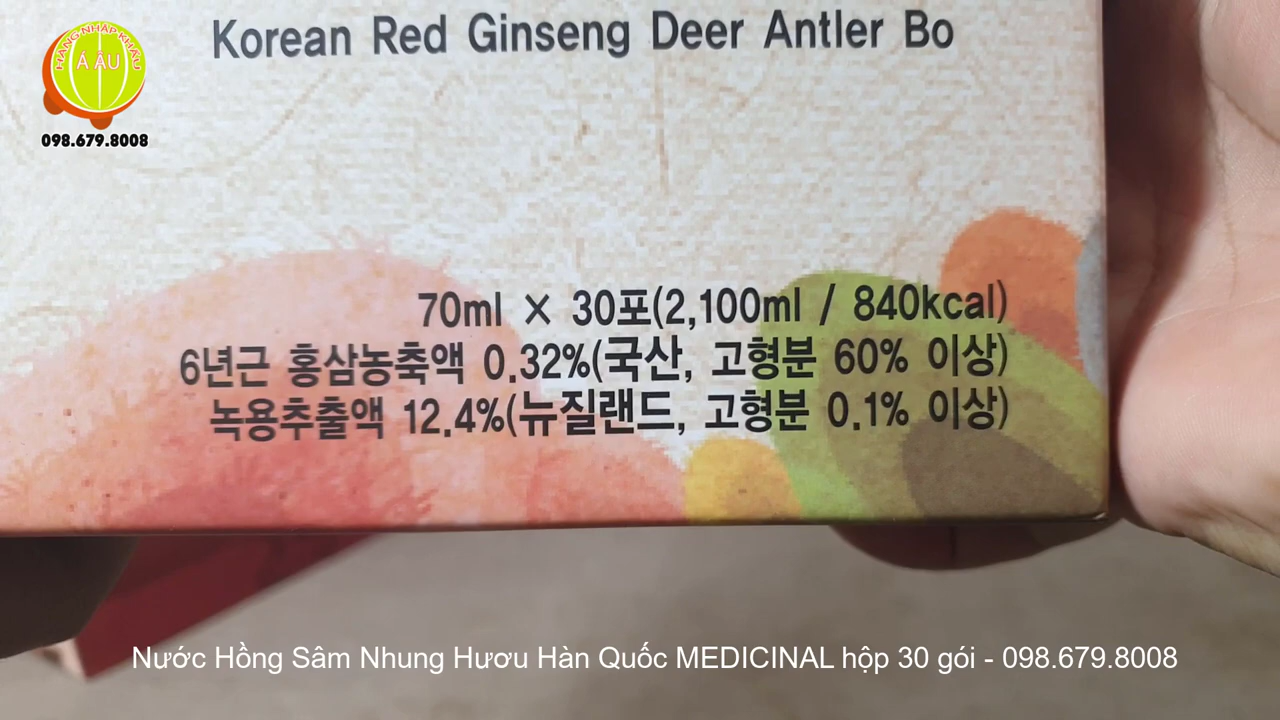 HÀNG NHẬP KHẨU
Á ÂU
098.679.8008
Korean Red Ginseng Deer Antler Bo
70ml × 30포(2,100ml / 840kcal)
6년근 홍삼농축액 0.32%(국산, 고형분 60% 이상)
녹용추출액 12.4%(뉴질랜드, 고형분 0.1% 이상)
Nước Hồng Sâm Nhung Hươu Hàn Quốc MEDICINAL hộp 30 gói - 098.679.8008